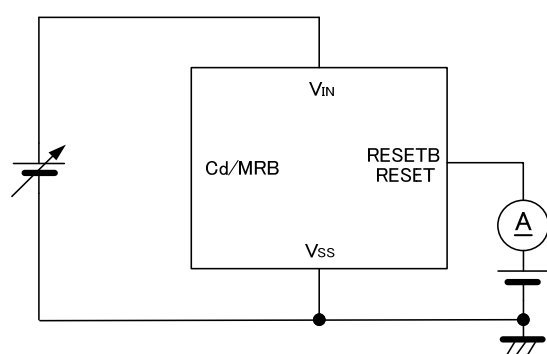 VIN
Cd/MRB
RESETB
RESET
A
VSS